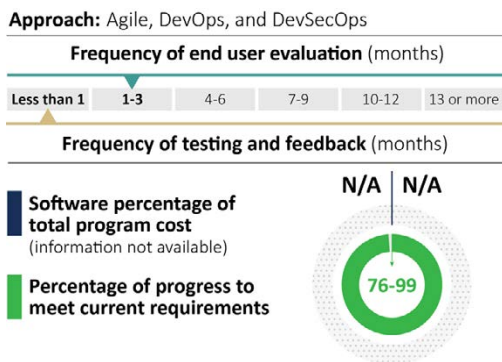 Approach: Agile, DevOps, and DevSecOps
Frequency of end user evaluation (months)
Less than 1 1-3 4-6 7-9 10-12 13 or more
Frequency of testing and feedback (months)
Software percentage of
total program cost
(information not available)
N/A N/A
Percentage of progress to
meet current requirements
76-99